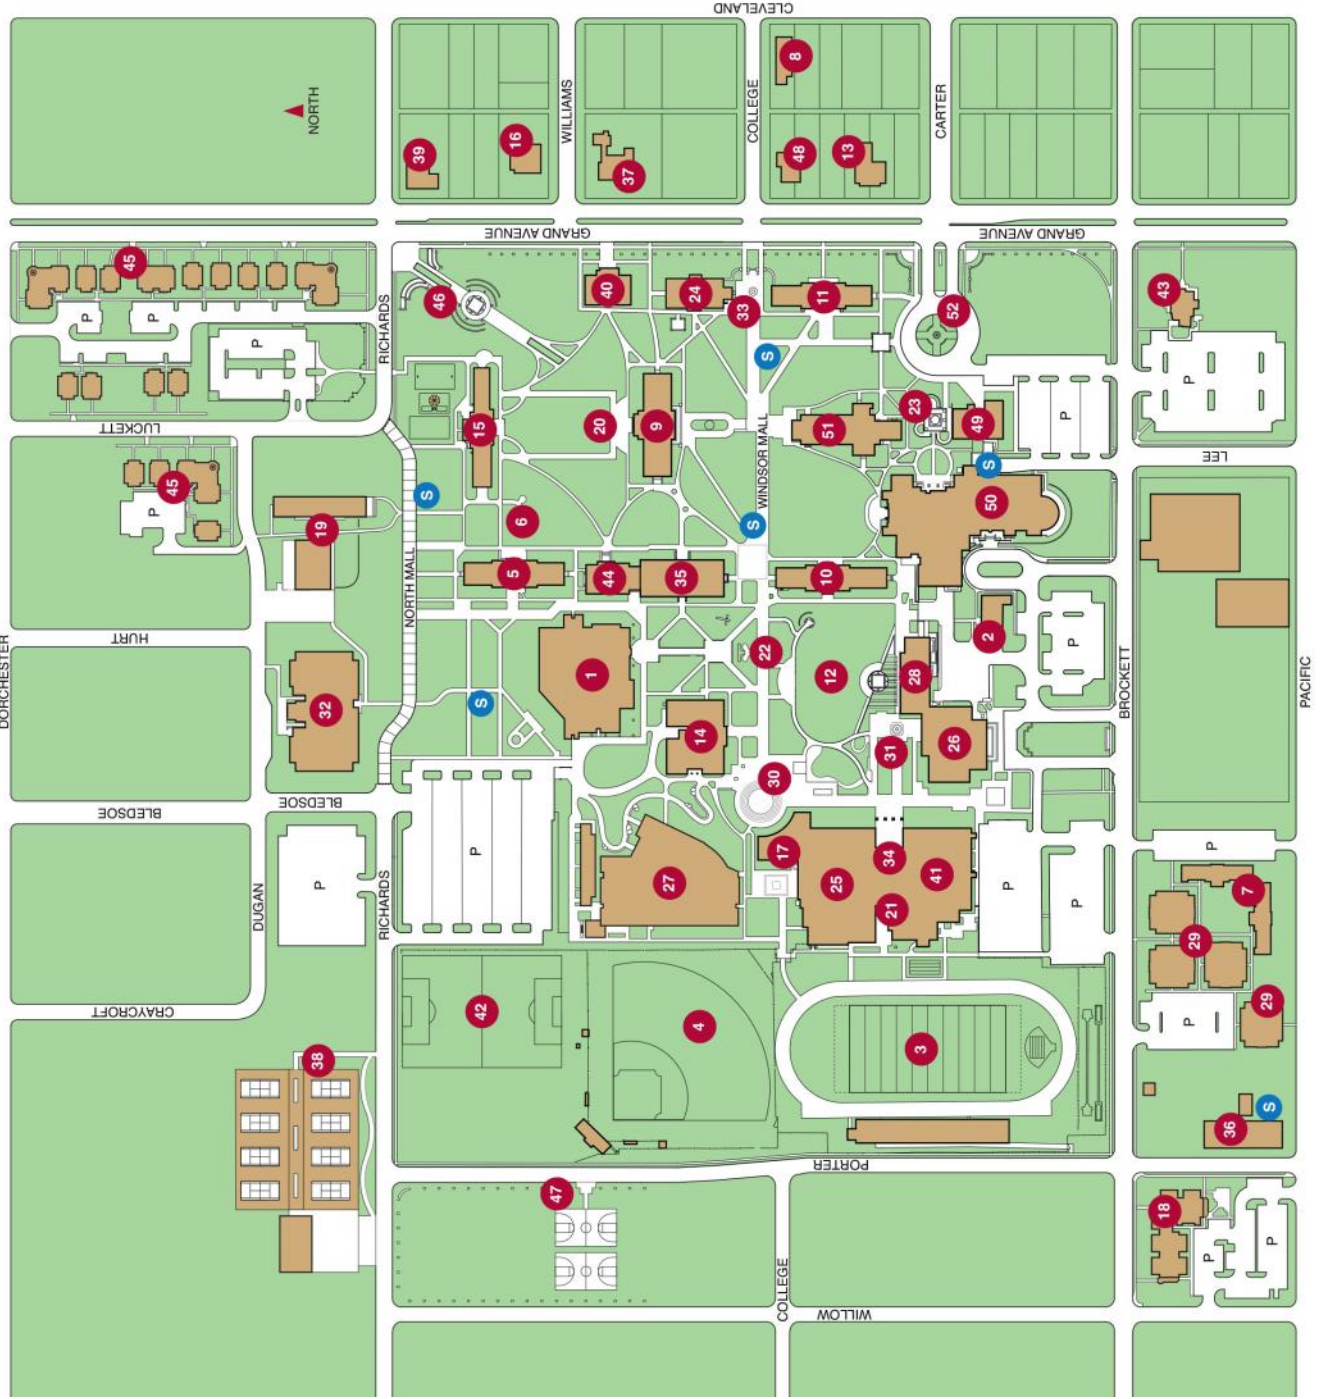 CLEVELAND
8
NORTH
WILLIAMS
COLLEGE
CARTER
39
16
37
48
13
GRAND AVENUE
GRAND AVENUE
45
P
P
P
RICHARDS
46
40
24
33
11
52
43
P
S
LUCKETT
15
20
9
WINDSOR MALL
51
23
49
P
LEE
45
P
19
S
6
S
S
50
NORTH MALL
5
44
35
10
HURT
DORCHESTER
32
S
1
14
22
12
28
2
P
BROCKETT
PACIFIC
26
31
30
BLEDSOE
BLEDSOE
DUGAN
P
RICHARDS
P
27
17
25
34
41
21
P
P
P
7
29
29
P
CRAYCROFT
42
4
3
38
36
S
PORTER
47
18
P
P
COLLEGE
WILLOW